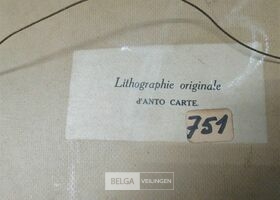 Lithographie originale
d'ANTO CARTE.
751
BELGA VEILINGEN